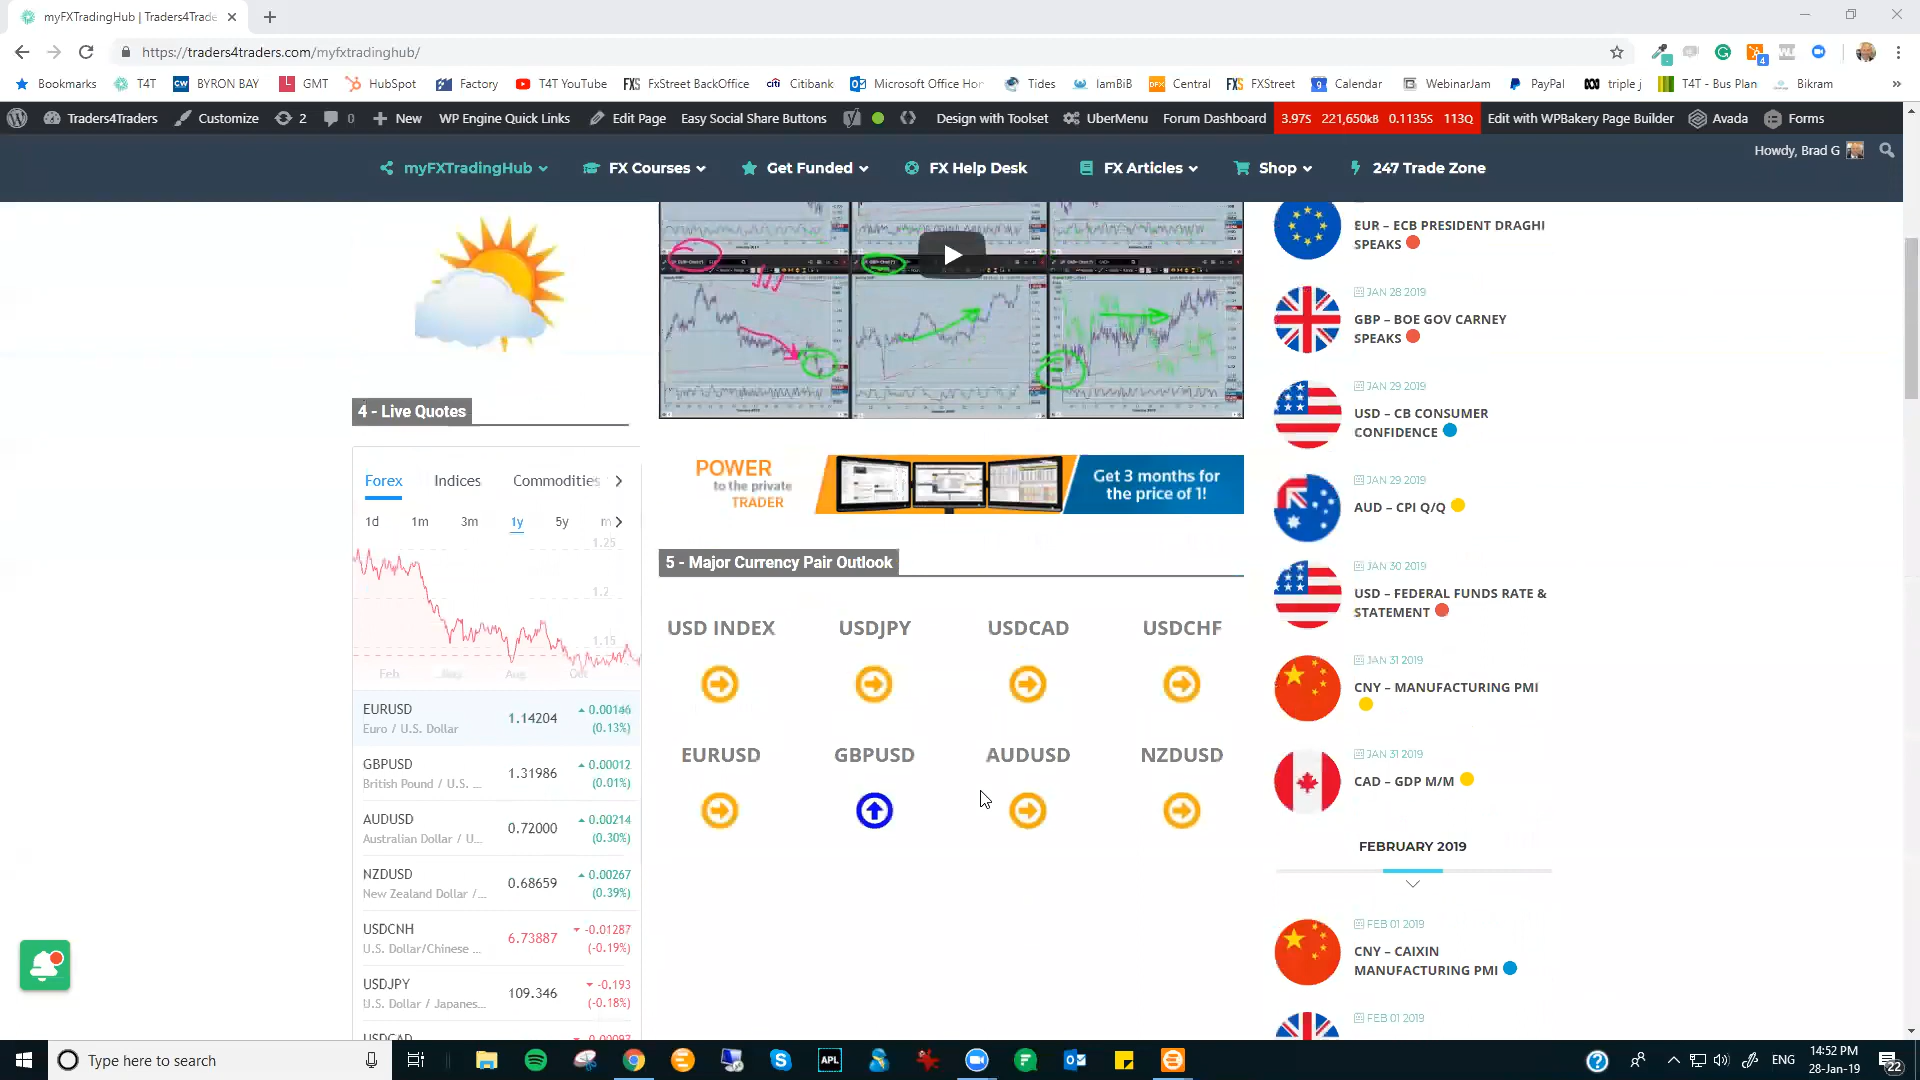 myFXTradingHub | Traders4Trade
https://traders4traders.com/myfxtradinghub/
4
Bookmarks
T4T
CW BYRON BAY
GMT
HubSpot
Factory
T4T YouTube
FXS FxStreet BackOffice
citi Citibank
Microsoft Office Hor
Tides
IamBiB
DFX Central
FXS FXStreet
9 Calendar
WebinarJam
PayPal
triple j
T4T - Bus Plan
Bikram
»
Traders4Traders
Customize
2
0
New
WP Engine Quick Links
Edit Page
Easy Social Share Buttons
Design with Toolset
UberMenu
Forum Dashboard
3.97S 221,650kB 0.1135S 113Q
Edit with WPBakery Page Builder
Avada
Forms
myFXTradingHub
FX Courses
Get Funded
FX Help Desk
FX Articles
Shop
247 Trade Zone
Howdy, Brad G
4 - Live Quotes
Forex
Indices
Commodities
1d
1m
3m
1y
5y
m
1.25
1.2
1.15
Feb
Aug
EURUSD
Euro / U.S. Dollar
1.14204
0.00146
(0.13%)
GBPUSD
British Pound / U.S. ...
1.31986
0.00012
(0.01%)
AUDUSD
Australian Dollar / U...
0.72000
0.00214
(0.30%)
NZDUSD
New Zealand Dollar /...
0.68659
0.00267
(0.39%)
USDCNH
U.S. Dollar/Chinese ...
6.73887
-0.01287
(-0.19%)
USDJPY
U.S. Dollar / Japanes...
109.346
-0.193
(-0.18%)
USDCAD
POWER
to the private
TRADER
Get 3 months for
the price of 1!
5 - Major Currency Pair Outlook
USD INDEX
USDJPY
USDCAD
USDCHF
EURUSD
GBPUSD
AUDUSD
NZDUSD
EUR – ECB PRESIDENT DRAGHI
SPEAKS
JAN 28 2019
GBP – BOE GOV CARNEY
SPEAKS
JAN 29 2019
USD – CB CONSUMER
CONFIDENCE
JAN 29 2019
AUD – CPI Q/Q
JAN 30 2019
USD – FEDERAL FUNDS RATE &
STATEMENT
JAN 31 2019
CNY – MANUFACTURING PMI
JAN 31 2019
CAD – GDP M/M
FEBRUARY 2019
FEB 01 2019
CNY – CAIXIN
MANUFACTURING PMI
FEB 01 2019
Type here to search
APL
ENG
14:52 PM
28-Jan-19
22